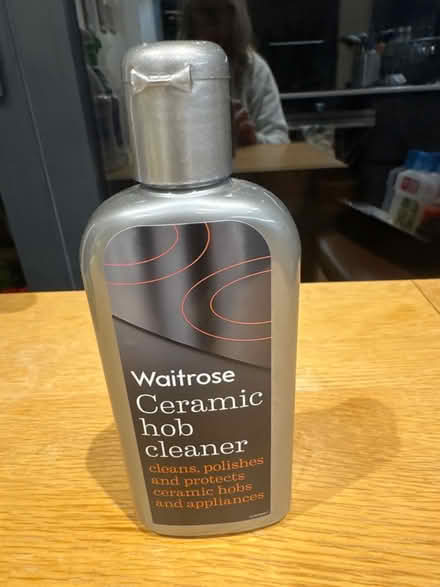 Waitrose
Ceramic
hob
cleaner
cleans, polishes
and protects
ceramic hobs
and appliances